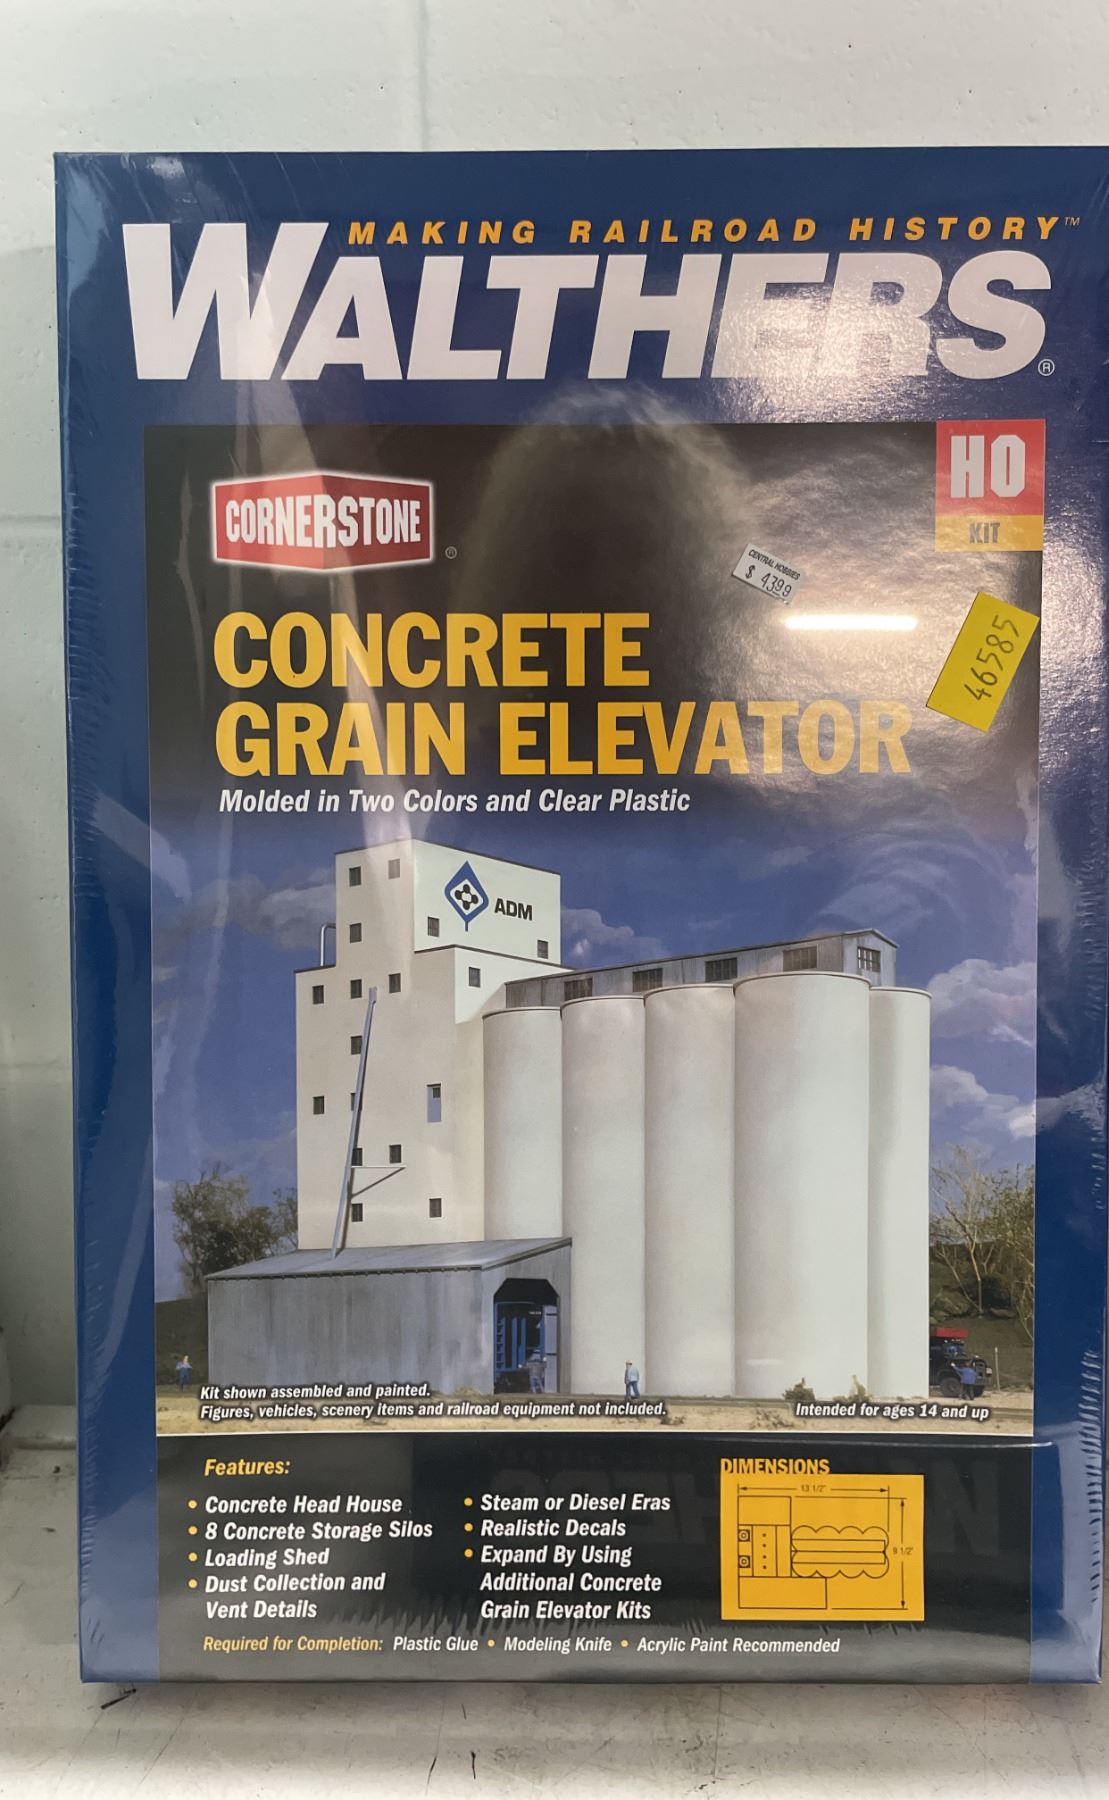 MAKING RAILROAD HISTORY™
WALTHERS®
HO
KIT
CORNERSTONE®
CENTRAL HOBBIES
$ 4399
46585
CONCRETE
GRAIN ELEVATOR
Molded in Two Colors and Clear Plastic
ADM
Kit shown assembled and painted.
Figures, vehicles, scenery items and railroad equipment not included.
Intended for ages 14 and up
Features:
• Concrete Head House
• 8 Concrete Storage Silos
• Loading Shed
• Dust Collection and
Vent Details
• Steam or Diesel Eras
• Realistic Decals
• Expand By Using
Additional Concrete
Grain Elevator Kits
DIMENSIONS
13 1/2"
9 1/2"
Required for Completion: Plastic Glue • Modeling Knife • Acrylic Paint Recommended